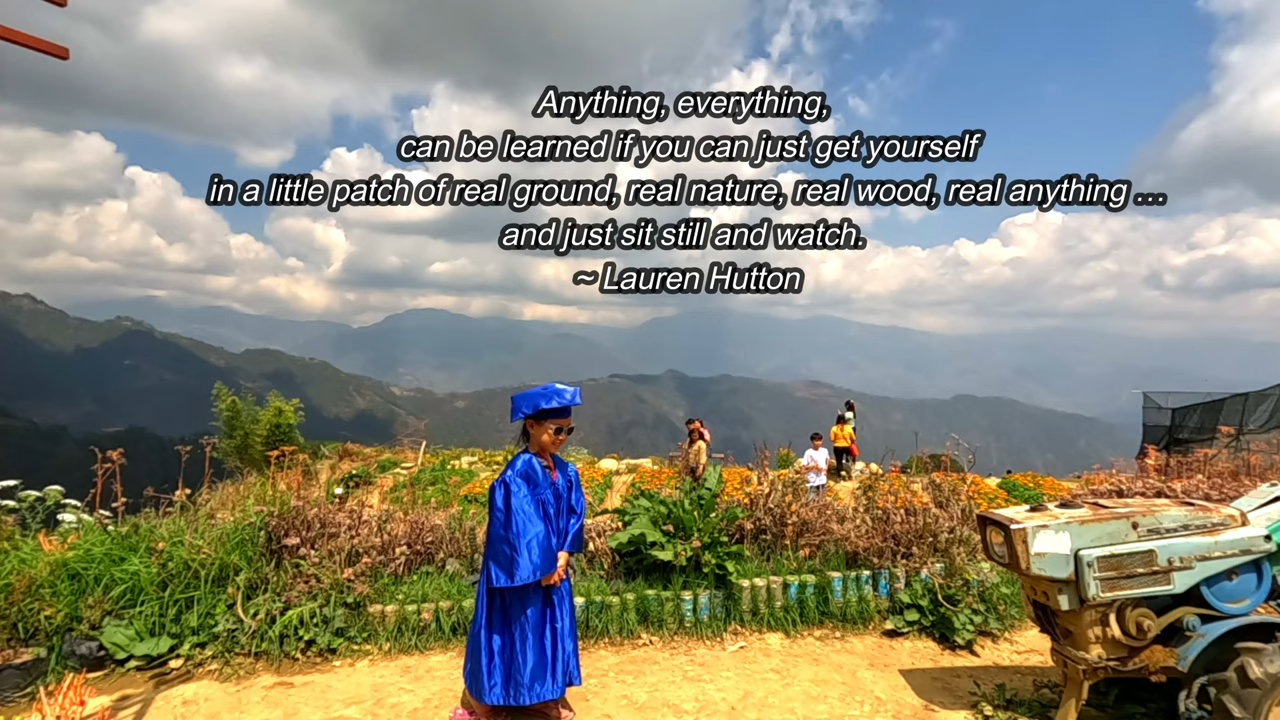 Anything, everything,
can be learned if you can just get yourself
in a little patch of real ground, real nature, real wood, real anything …
and just sit still and watch.
~ Lauren Hutton